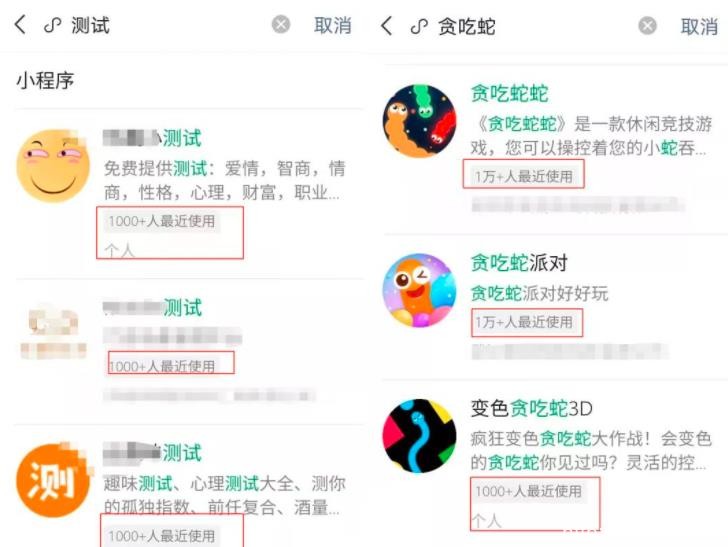 测试
取消
小程序
测试
免费提供测试：爱情，智商，情
商，性格，心理，财富，职业...
1000+人最近使用
个人
测试
1000+人最近使用
测试
测
趣味测试、心理测试大全、测你
的孤独指数、前任复合、酒量...
1000+人最近使用
贪吃蛇
取消
贪吃蛇蛇
《贪吃蛇蛇》是一款休闲竞技游
戏，您可以操控着您的小蛇吞...
1万+人最近使用
贪吃蛇派对
贪吃蛇派对好好玩
1万+人最近使用
变色贪吃蛇3D
疯狂变色贪吃蛇大作战！会变色
的贪吃蛇你见过吗？灵活的控...
1000+人最近使用
个人